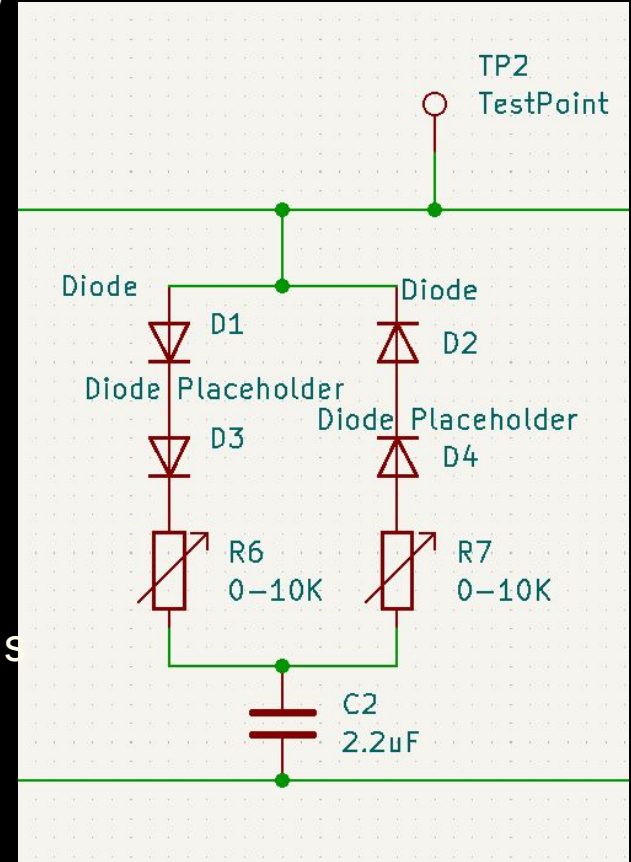 TP2
TestPoint
Diode
Diode
D1
D2
Diode Placeholder
Diode Placeholder
D3
D4
R6
0-10K
R7
0-10K
s
C2
2.2uF